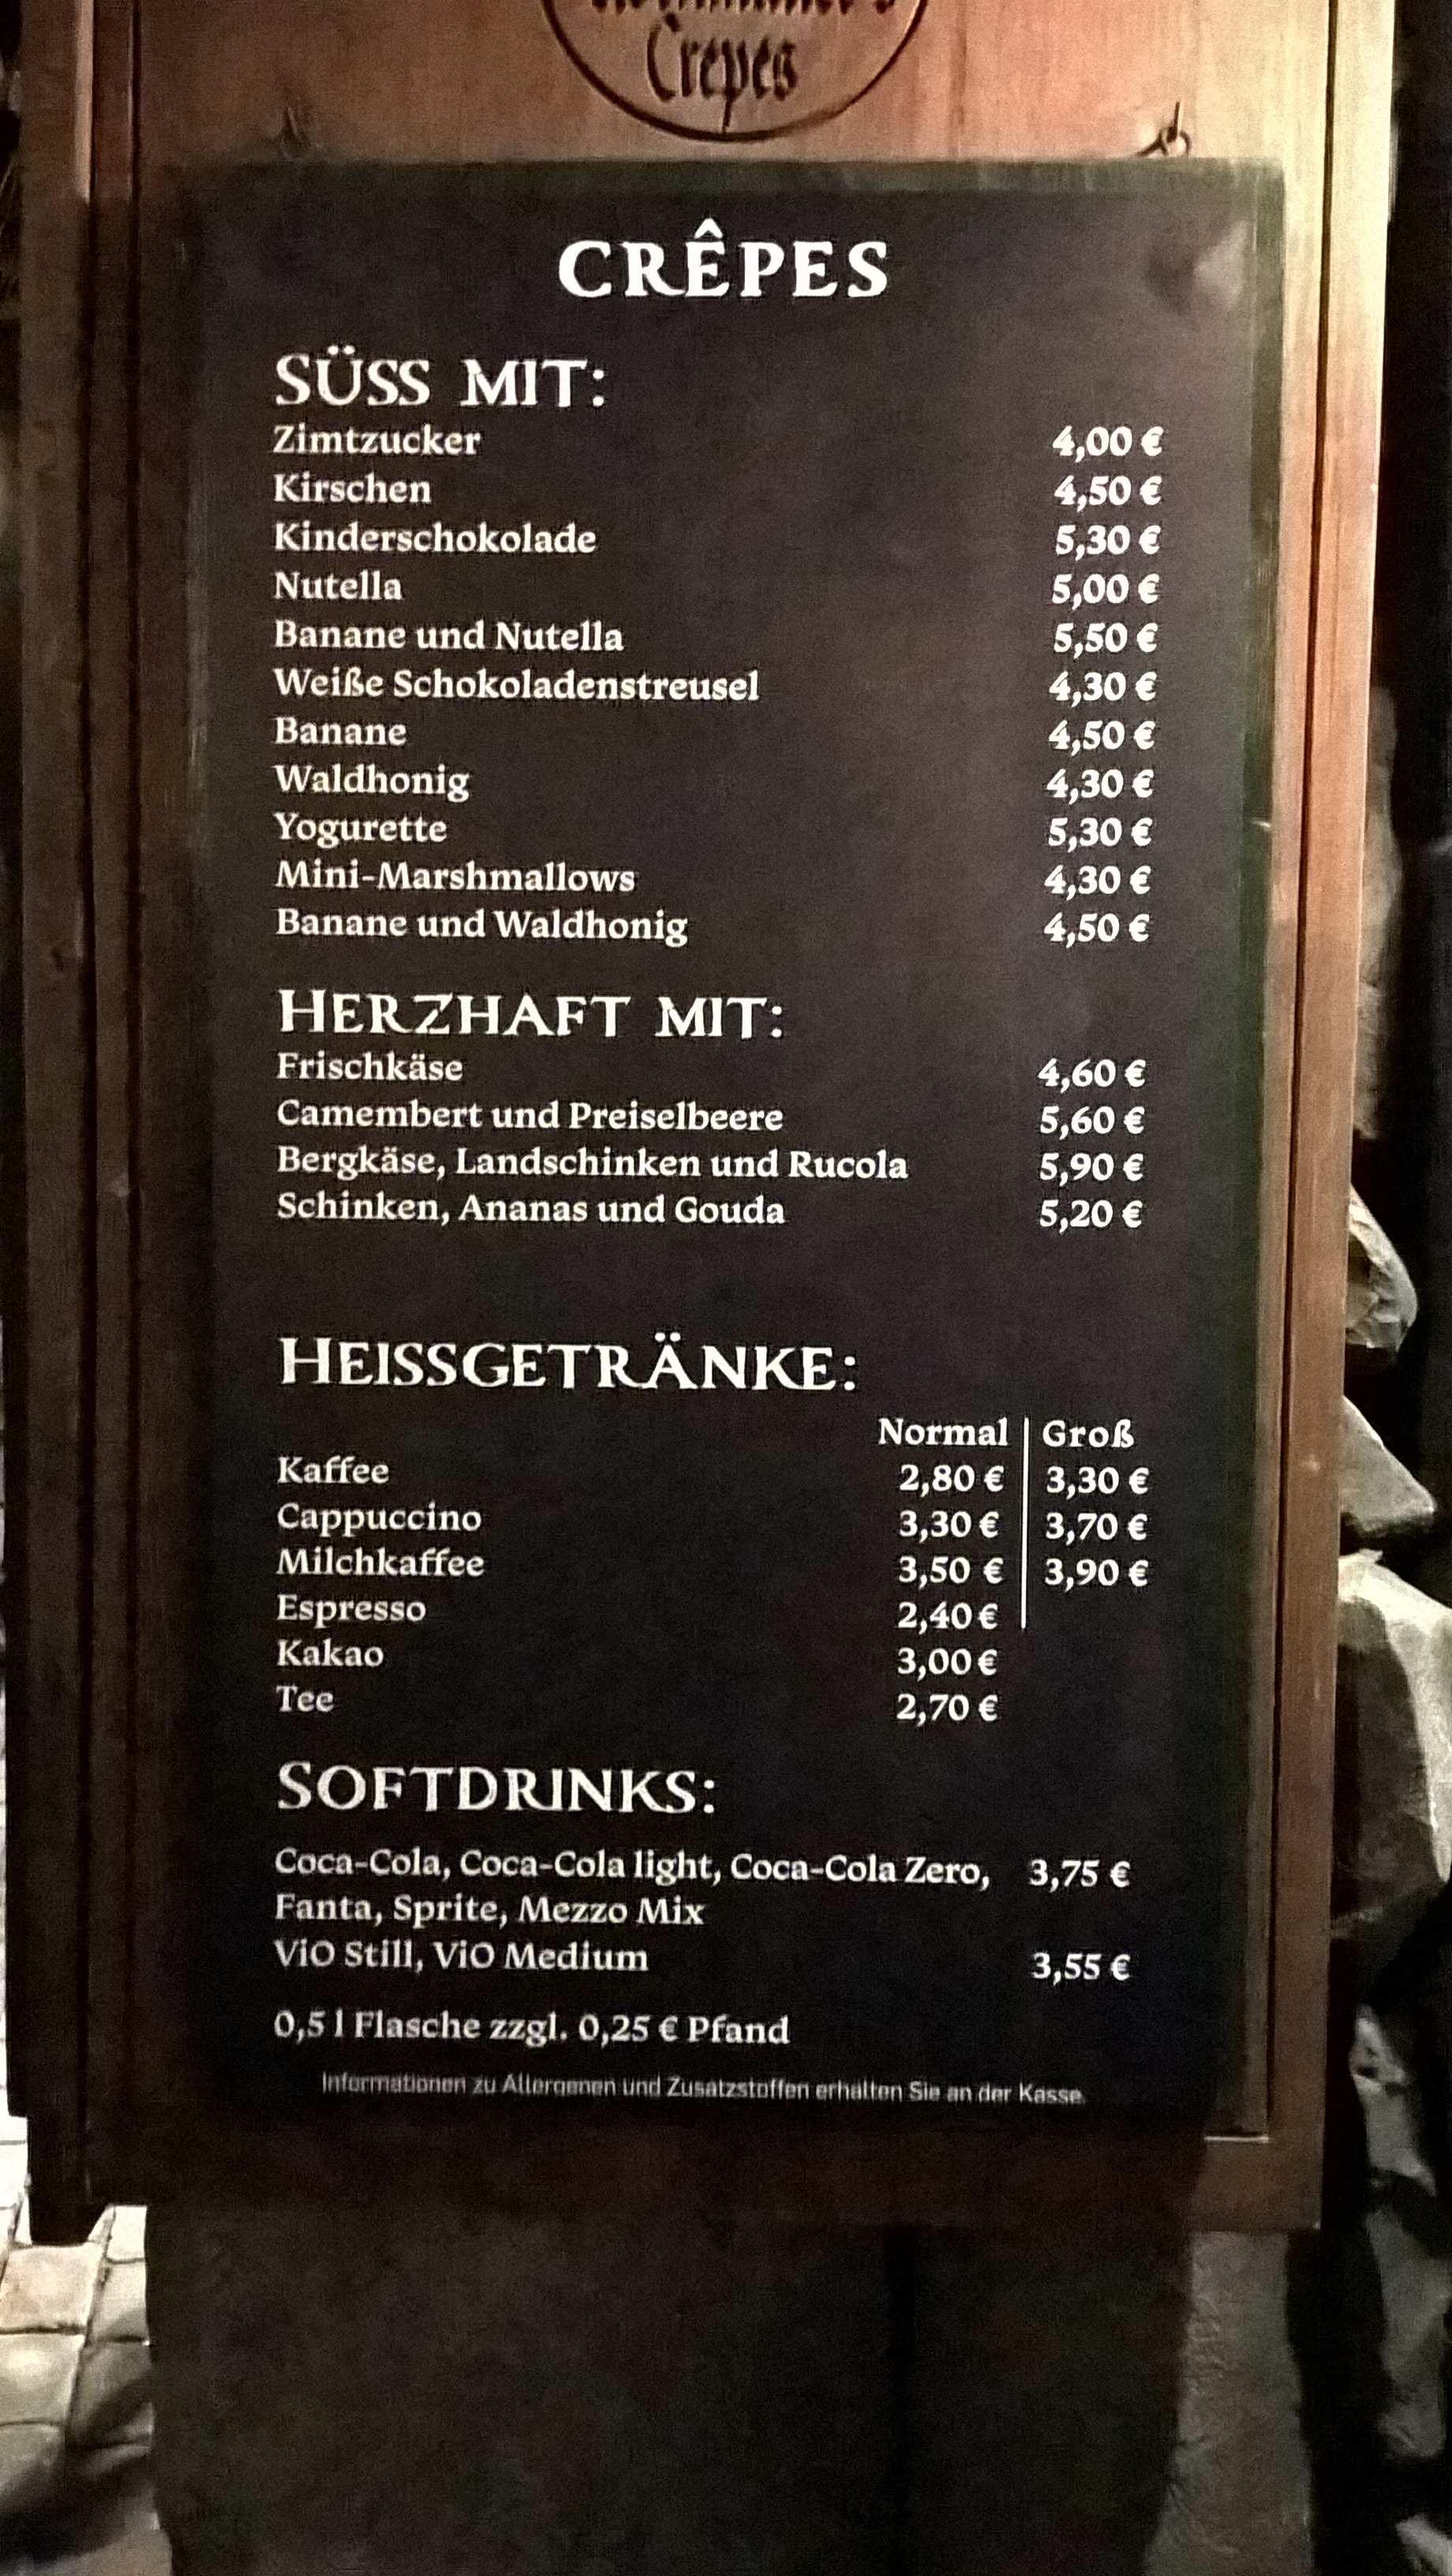 Crepes
CRÊPES
SÜSS MIT:
Zimtzucker 4,00 €
Kirschen 4,50 €
Kinderschokolade 5,30 €
Nutella 5,00 €
Banane und Nutella 5,50 €
Weiße Schokoladenstreusel 4,30 €
Banane 4,50 €
Waldhonig 4,30 €
Yogurette 5,30 €
Mini-Marshmallows 4,30 €
Banane und Waldhonig 4,50 €
HERZHAFT MIT:
Frischkäse 4,60 €
Camembert und Preiselbeere 5,60 €
Bergkäse, Landschinken und Rucola 5,90 €
Schinken, Ananas und Gouda 5,20 €
HEISSGETRÄNKE:
Normal Groß
Kaffee 2,80 € 3,30 €
Cappuccino 3,30 € 3,70 €
Milchkaffee 3,50 € 3,90 €
Espresso 2,40 €
Kakao 3,00 €
Tee 2,70 €
SOFTDRINKS:
Coca-Cola, Coca-Cola light, Coca-Cola Zero, 3,75 €
Fanta, Sprite, Mezzo Mix
ViO Still, ViO Medium 3,55 €
0,5 l Flasche zzgl. 0,25 € Pfand
Informationen zu Allergenen und Zusatzstoffen erhalten Sie an der Kasse.